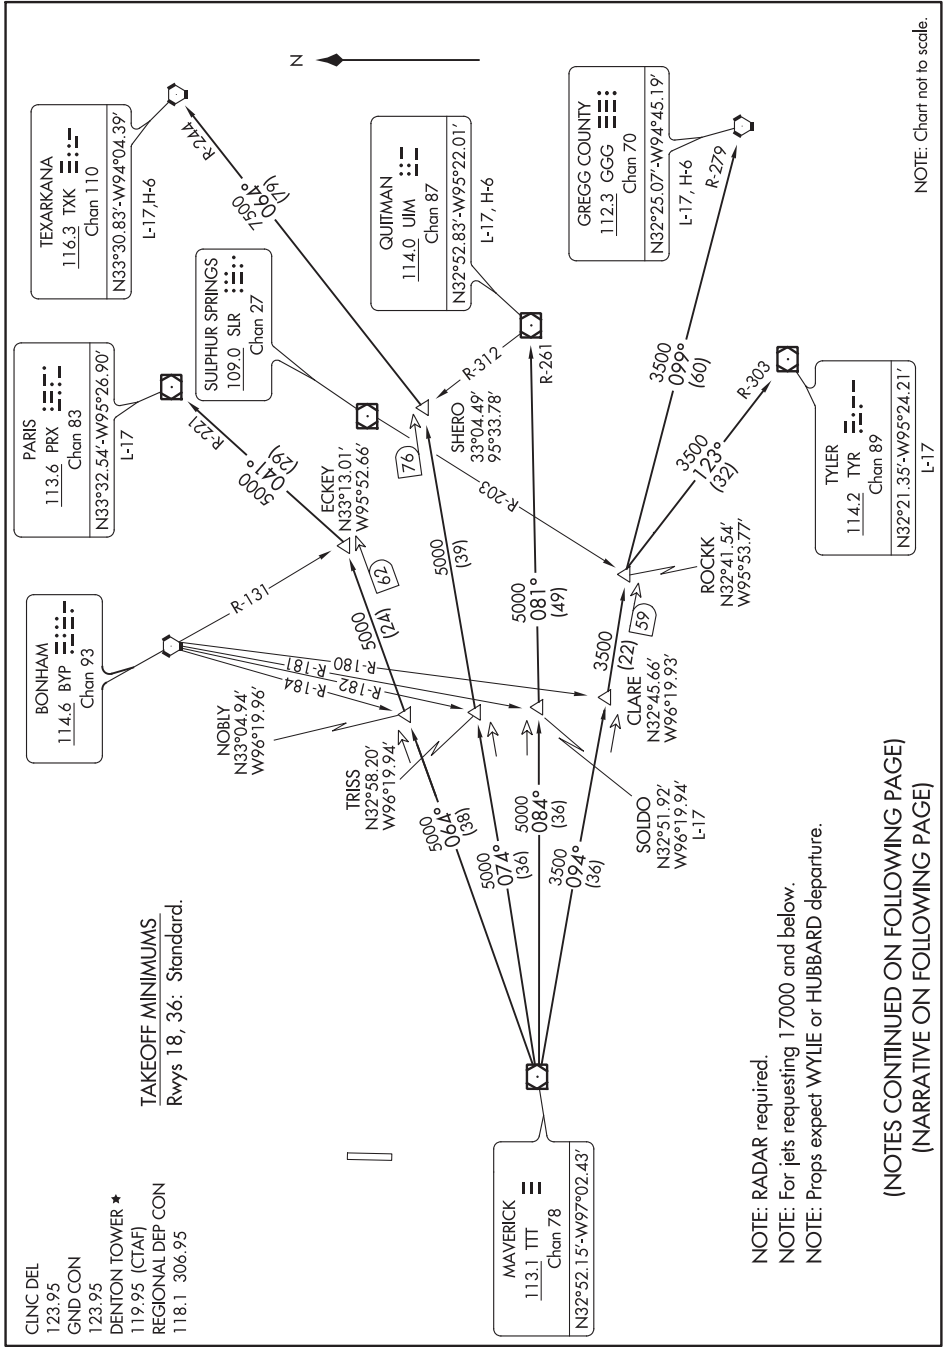 CLNC DEL
123.95
GND CON
123.95
DENTON TOWER ★
119.95 (CTAF)
REGIONAL DEP CON
118.1 306.95
TAKEOFF MINIMUMS
Rwys 18, 36: Standard.
BONHAM
114.6 BYP
Chan 93
PARIS
113.6 PRX
Chan 83
N33°32.54′-W95°26.90′
L-17
TEXARKANA
116.3 TXK
Chan 110
N33°30.83′-W94°04.39′
L-17,H-6
SULPHUR SPRINGS
109.0 SLR
Chan 27
QUITMAN
114.0 UIM
Chan 87
N32°52.83′-W95°22.01′
L-17, H-6
GREGG COUNTY
112.3 GGG
Chan 70
N32°25.07′-W94°45.19′
L-17, H-6
TYLER
114.2 TYR
Chan 89
N32°21.35′-W95°24.21′
L-17
MAVERICK
113.1 TTT
Chan 78
N32°52.15′-W97°02.43′
N
NOBLY
N33°04.94′
W96°19.96′
TRISS
N32°58.20′
W96°19.94′
SOLDO
N32°51.92′
W96°19.94′
L-17
CLARE
N32°45.66′
W96°19.93′
ECKEY
N33°13.01′
W95°52.66′
SHERO
33°04.49′
95°33.78′
ROCKK
N32°41.54′
W95°53.77′
R-131
R-181
R-180
R-184
R-182
R-221
R-244
R-312
R-261
R-203
R-279
R-303
5000
064°
(38)
5000
074°
(36)
5000
084°
(36)
3500
094°
(36)
5000
(24)
62
5000
041°
(29)
5000
(39)
76
7500
064°
(79)
5000
081°
(49)
3500
(22)
59
3500
099°
(60)
3500
123°
(32)
NOTE: RADAR required.
NOTE: For jets requesting 17000 and below.
NOTE: Props expect WYLIE or HUBBARD departure.
NOTE: Chart not to scale.
(NOTES CONTINUED ON FOLLOWING PAGE)
(NARRATIVE ON FOLLOWING PAGE)